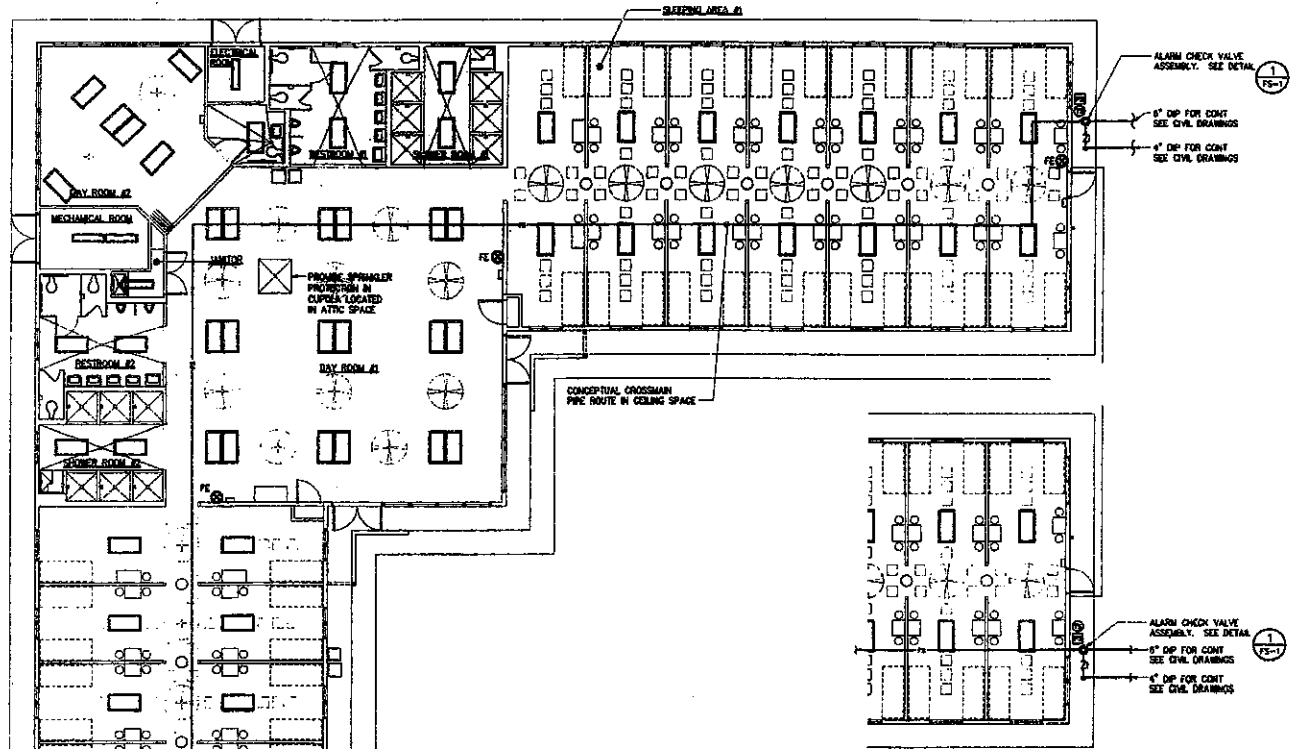 SLEEPING AREA #1
ELECTRICAL
ROOM
ALARM CHECK VALVE
ASSEMBLY. SEE DETAIL
1
FS-1
6" DIP FOR CONT
SEE CIVIL DRAWINGS
4" DIP FOR CONT
SEE CIVIL DRAWINGS
RESTROOM #1
SHOWER ROOM #1
FE
DAY ROOM #2
MECHANICAL ROOM
JANITOR
FE
PROVIDE SPRINKLER
PROTECTION IN
CUPOLA LOCATED
IN ATTIC SPACE
RESTROOM #2
DAY ROOM #1
CONCEPTUAL CROSSMAIN
PIPE ROUTE IN CEILING SPACE
SHOWER ROOM #2
FE
ALARM CHECK VALVE
ASSEMBLY. SEE DETAIL
1
FS-1
6" DIP FOR CONT
SEE CIVIL DRAWINGS
4" DIP FOR CONT
SEE CIVIL DRAWINGS